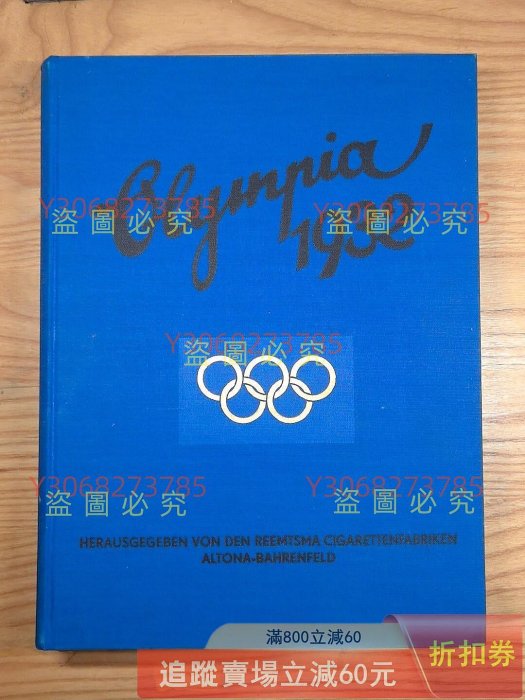 Olympia
1932
Y3068273785
盜圖必究
Y3068273785
盜圖必究
Y3068273785
盜圖必究
Y3068273785
盜圖必究
Y3068273785
盜圖必究
HERAUSGEGEBEN VON DEN REEMTSMA CIGARETTENFABRIKEN
ALTONA-BAHRENFELD
滿800立減60
追蹤賣場立減60元
折扣券